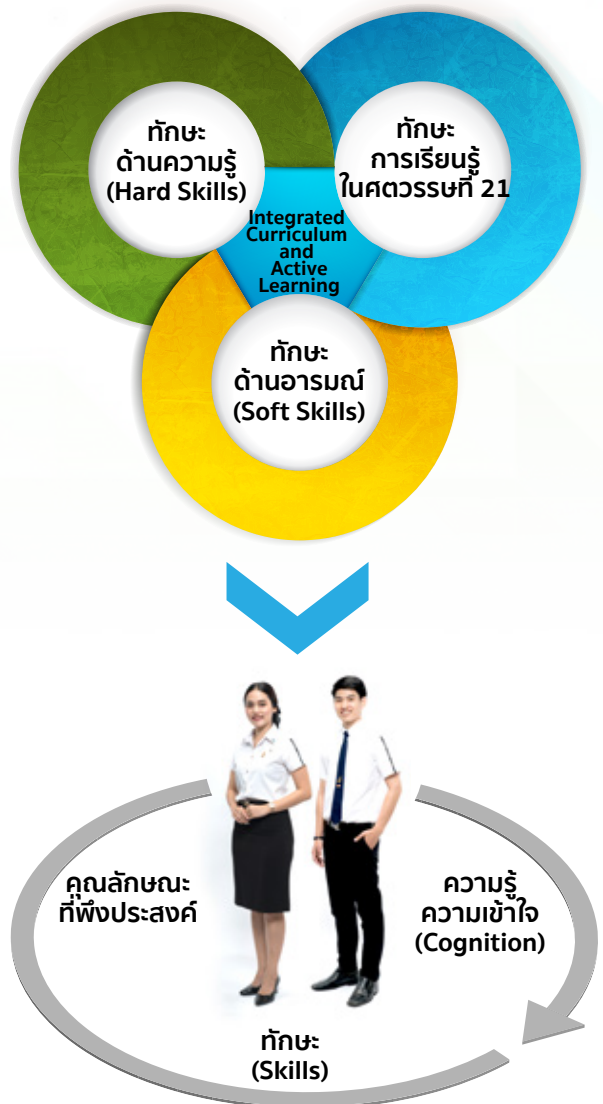 ทักษะ
ด้านความรู้
(Hard Skills)
ทักษะ
การเรียนรู้
ในศตวรรษที่ 21
Integrated
Curriculum
and
Active
Learning
ทักษะ
ด้านอารมณ์
(Soft Skills)
คุณลักษณะ
ที่พึงประสงค์
ความรู้
ความเข้าใจ
(Cognition)
ทักษะ
(Skills)